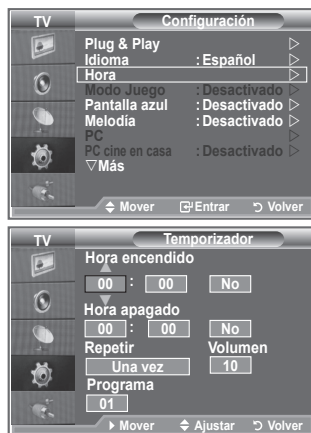 TV Configuración
Plug & Play ▷
Idioma : Español ▷
Hora ▷
Modo Juego : Desactivado ▷
Pantalla azul : Desactivado ▷
Melodía : Desactivado ▷
PC ▷
PC cine en casa : Desactivado ▷
▽Más
Mover Entrar Volver
TV Temporizador
Hora encendido
00 : 00 No
Hora apagado
00 : 00 No
Repetir Volumen
Una vez 10
Programa
01
Mover Ajustar Volver